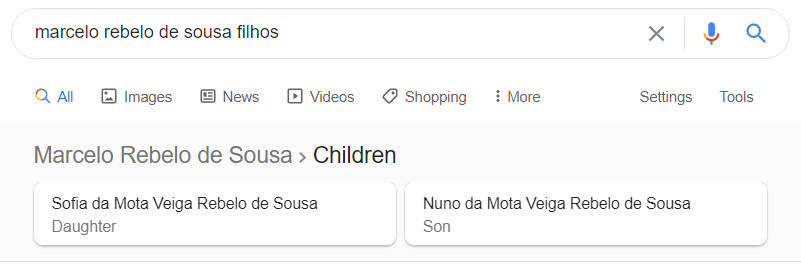 marcelo rebelo de sousa filhos
All Images News Videos Shopping More Settings Tools
Marcelo Rebelo de Sousa › Children
Sofia da Mota Veiga Rebelo de Sousa
Daughter
Nuno da Mota Veiga Rebelo de Sousa
Son